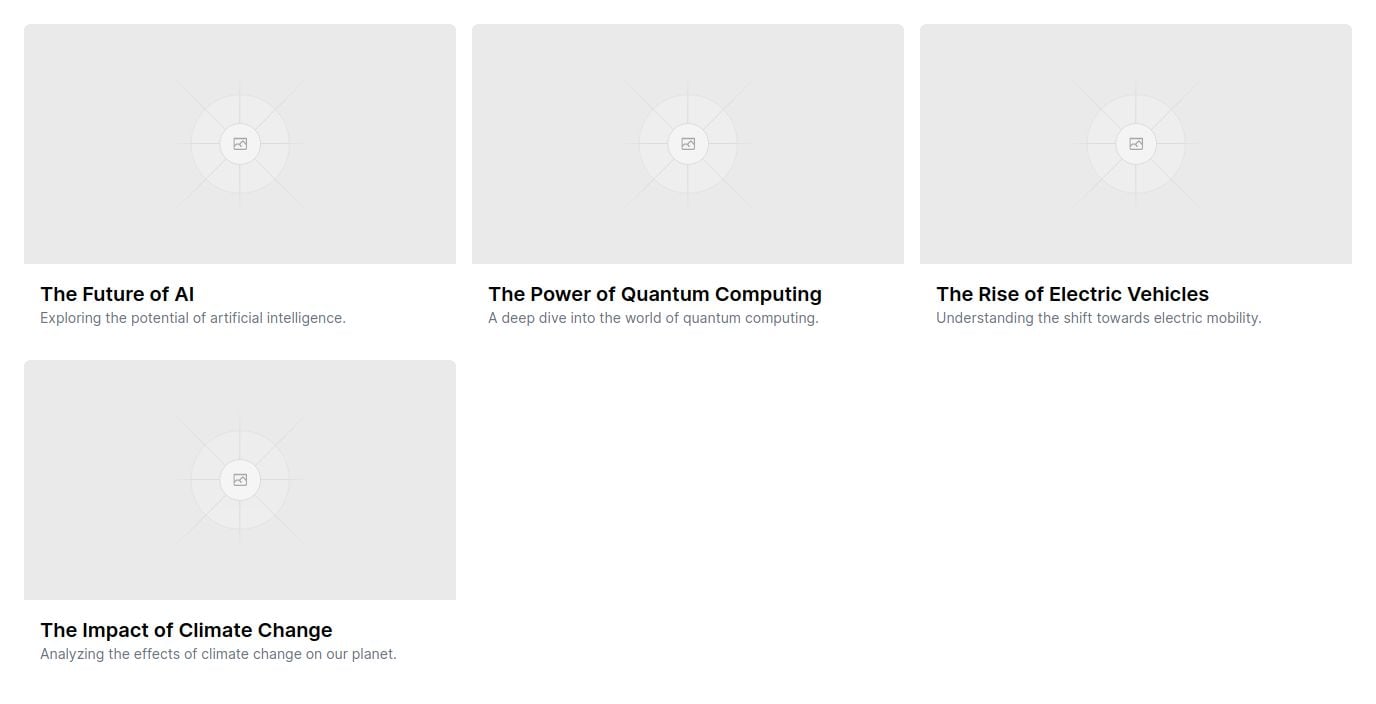 The Future of AI
Exploring the potential of artificial intelligence.
The Power of Quantum Computing
A deep dive into the world of quantum computing.
The Rise of Electric Vehicles
Understanding the shift towards electric mobility.
The Impact of Climate Change
Analyzing the effects of climate change on our planet.